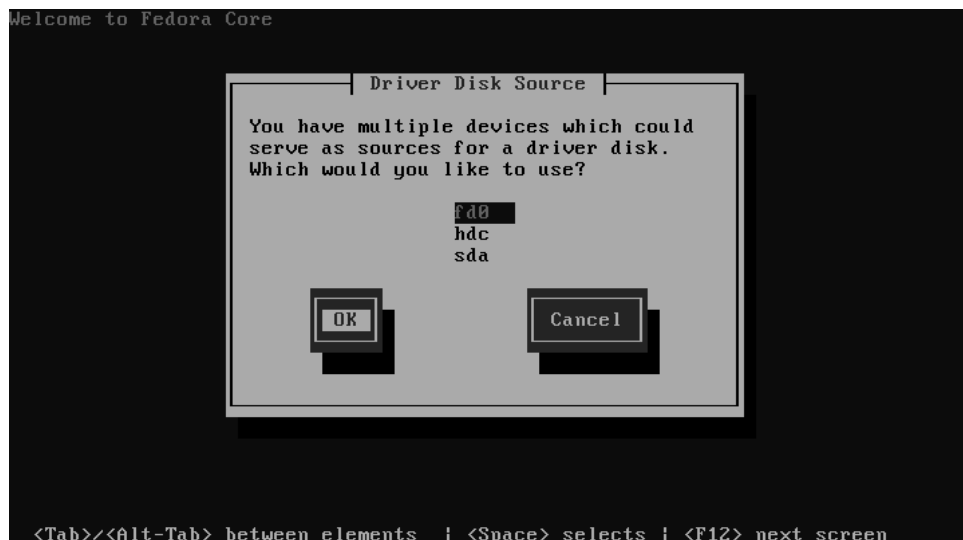 Welcome to Fedora Core
Driver Disk Source
You have multiple devices which could
serve as sources for a driver disk.
Which would you like to use?
fd0
hdc
sda
OK
Cancel
<Tab>/<Alt-Tab> between elements | <Space> selects | <F12> next screen